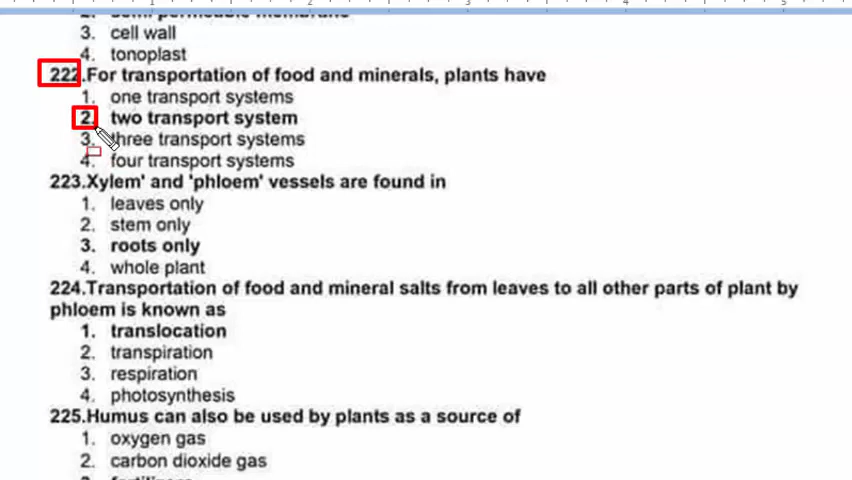 2. semi permeable membrane
3. cell wall
4. tonoplast
222.For transportation of food and minerals, plants have
1. one transport systems
2. two transport system
3. three transport systems
4. four transport systems
223.Xylem' and 'phloem' vessels are found in
1. leaves only
2. stem only
3. roots only
4. whole plant
224.Transportation of food and mineral salts from leaves to all other parts of plant by
phloem is known as
1. translocation
2. transpiration
3. respiration
4. photosynthesis
225.Humus can also be used by plants as a source of
1. oxygen gas
2. carbon dioxide gas